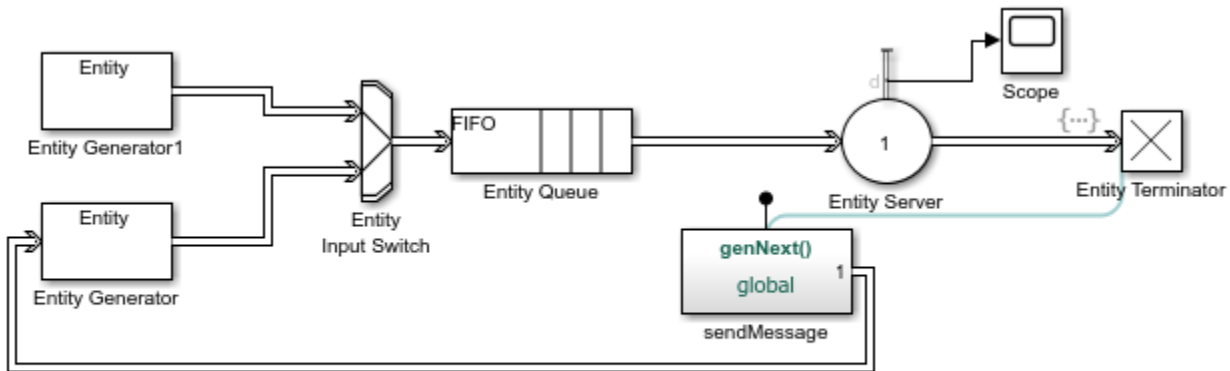 Entity
Entity Generator1
Entity
Entity Generator
Entity
Input Switch
FIFO
Entity Queue
d
1
Entity Server
Scope
{...}
Entity Terminator
genNext()
global
1
sendMessage